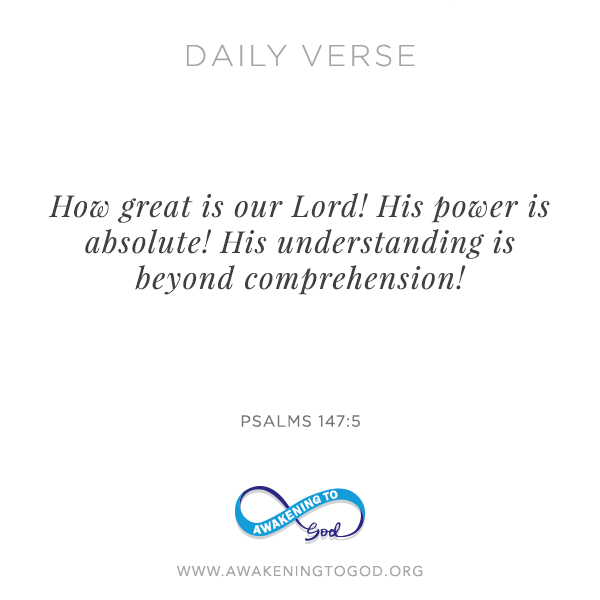 DAILY VERSE
How great is our Lord! His power is
absolute! His understanding is
beyond comprehension!
PSALMS 147:5
AWAKENING TO
God
WWW.AWAKENINGTOGOD.ORG